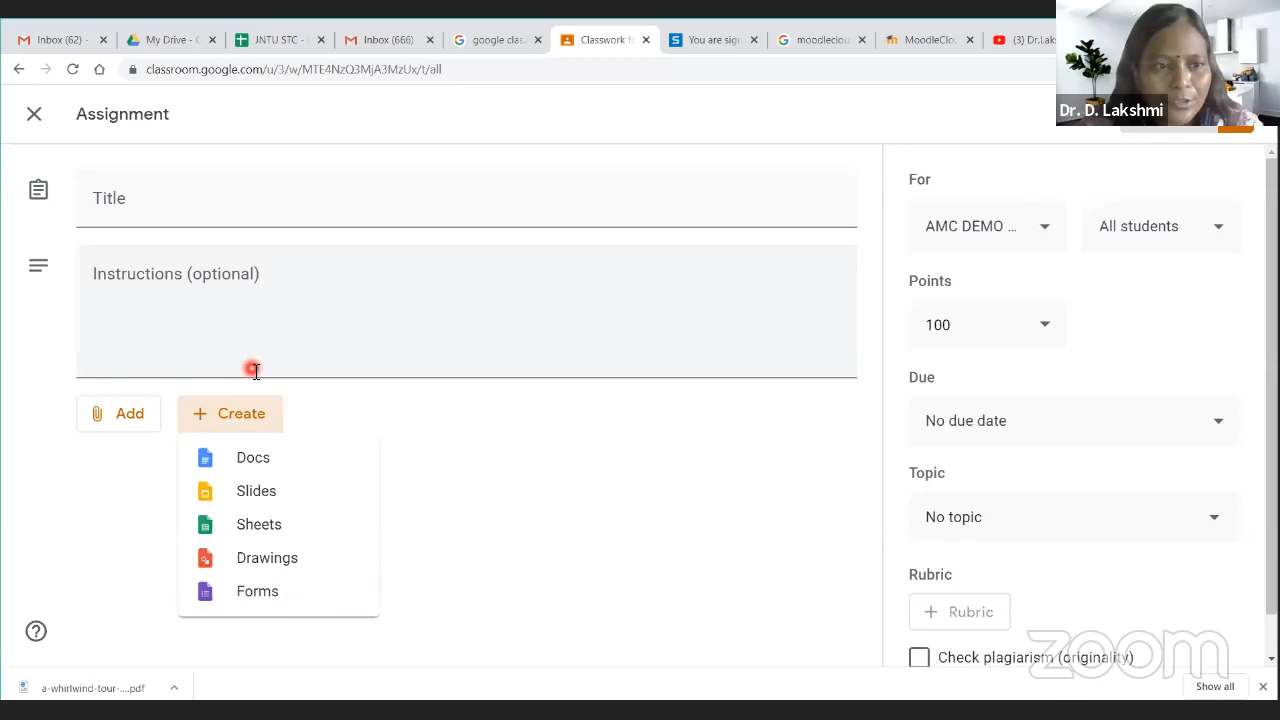 Inbox (62) -
My Drive - G
JNTU STC -
Inbox (666)
google clas
Classwork fo
You are sign
moodleclou
MoodleClou
(3) Dr.Laks
classroom.google.com/u/3/w/MTE4NzQ3MjA3MzUx/t/all
Dr. D. Lakshmi
Assignment
Title
Instructions (optional)
Add
Create
Docs
Slides
Sheets
Drawings
Forms
For
AMC DEMO ...
All students
Points
100
Due
No due date
Topic
No topic
Rubric
Rubric
Check plagiarism (originality)
zoom
a-whirlwind-tour-....pdf
Show all